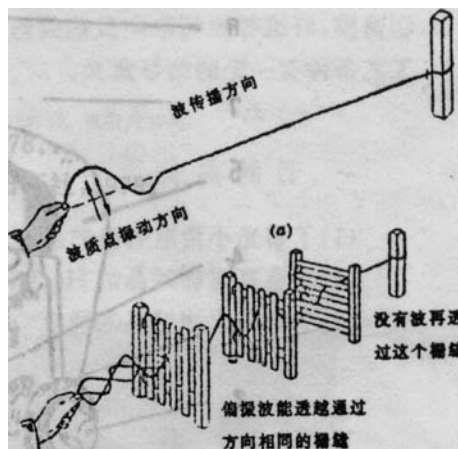 波传播方向
波质点振动方向
(a)
没有波再透
过这个栅缝
偏振波能透越通过
方向相同的栅缝